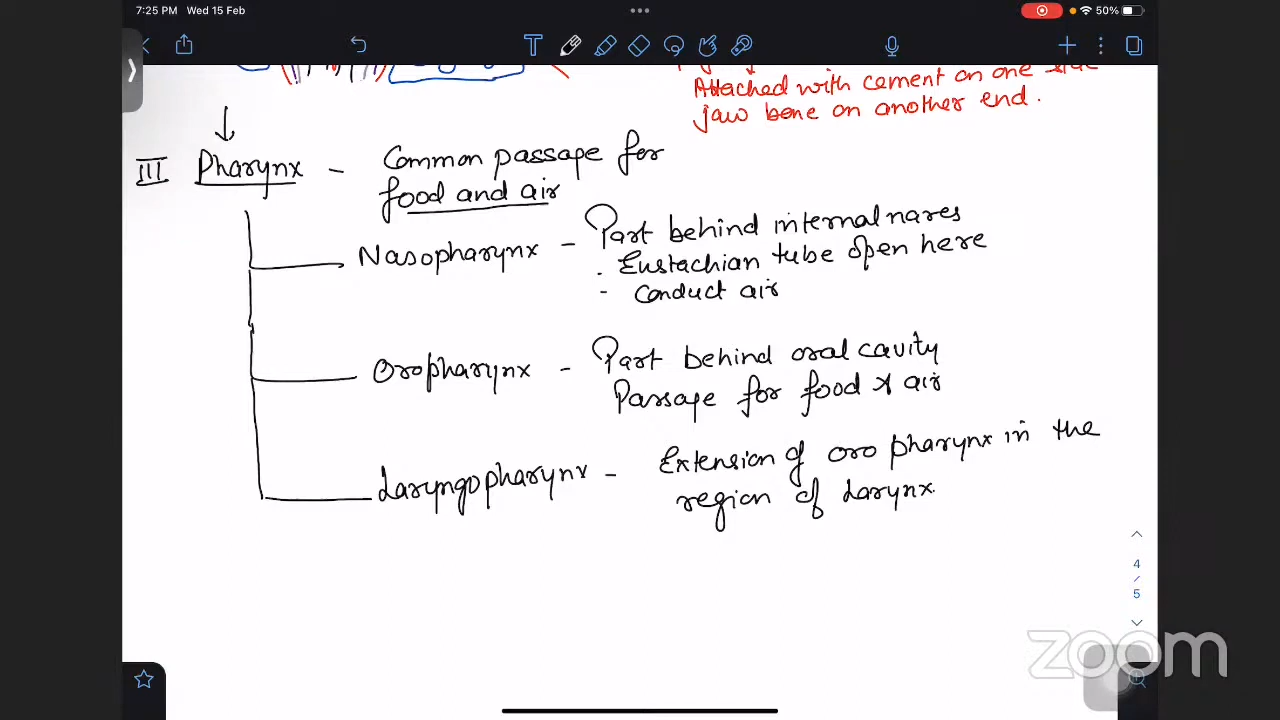 7:25 PM Wed 15 Feb
50%
Attached with cement on one side
jaw bone on another end.
III Pharynx - Common passage for
food and air
Nasopharynx - Part behind internal nares
- Eustachian tube open here
- Conduct air
Oropharynx - Part behind oral cavity
Passage for food & air
Laryngopharynx - Extension of oropharynx in the
region of Larynx.
4
/
5
zoom